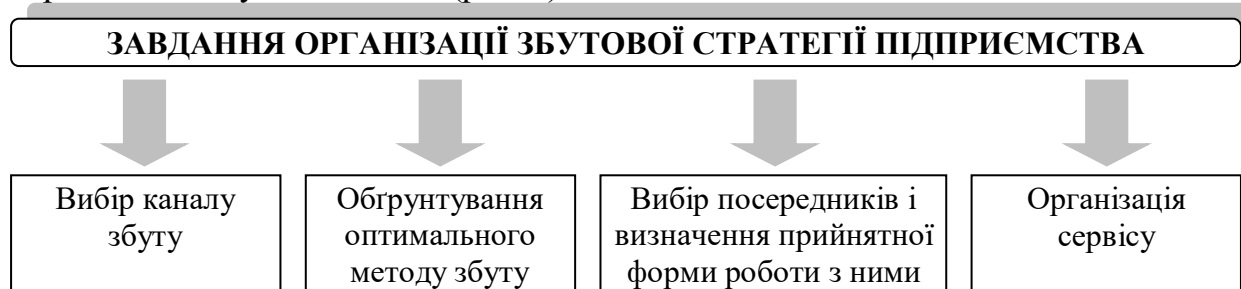 ЗАВДАННЯ ОРГАНІЗАЦІЇ ЗБУТОВОЇ СТРАТЕГІЇ ПІДПРИЄМСТВА
Вибір каналу
збуту
Обґрунтування
оптимального
методу збуту
Вибір посередників і
визначення прийнятної
форми роботи з ними
Організація
сервісу